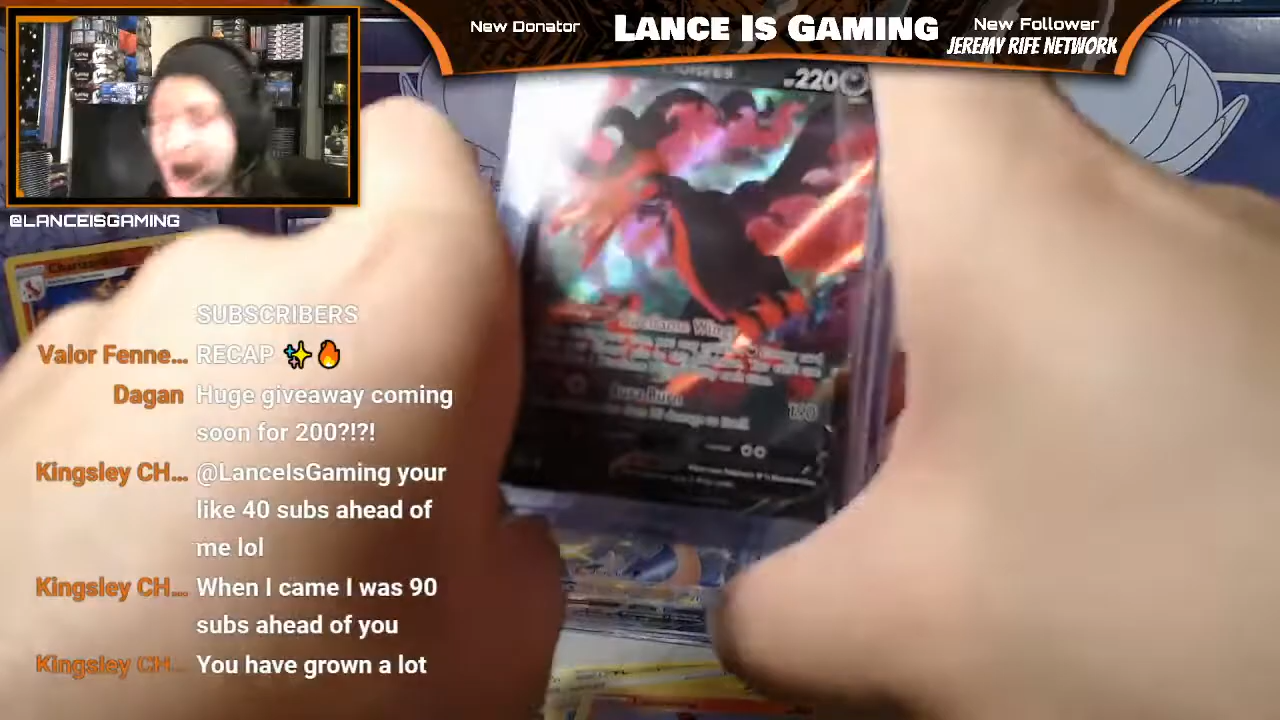 New Donator
LANCE IS GAMING
New Follower
JEREMY RIFE NETWORK
220
@LANCEISGAMING
Charizard
SUBSCRIBERS
Valor Fenne... RECAP ✨🔥
Dagan Huge giveaway coming
soon for 200?!?!
Kingsley CH... @LanceIsGaming your
like 40 subs ahead of
me lol
Kingsley CH... When I came I was 90
subs ahead of you
Kingsley CH... You have grown a lot
190